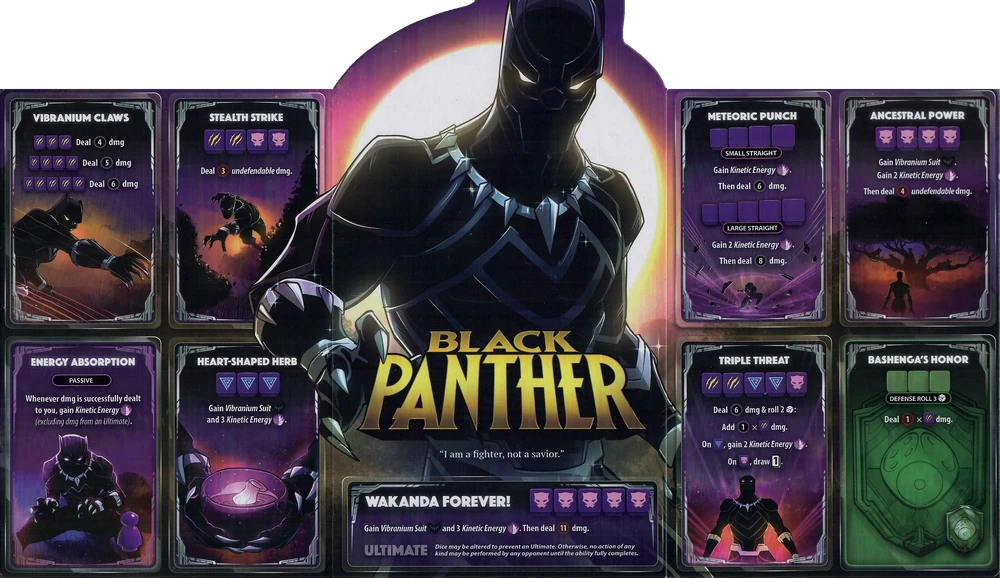 VIBRANIUM CLAWS
Deal 4 dmg
Deal 5 dmg
Deal 6 dmg
STEALTH STRIKE
Deal 3 undefendable dmg.
METEORIC PUNCH
SMALL STRAIGHT
Gain Kinetic Energy.
Then deal 6 dmg.
LARGE STRAIGHT
Gain 2 Kinetic Energy.
Then deal 8 dmg.
ANCESTRAL POWER
Gain Vibranium Suit.
Gain 2 Kinetic Energy.
Then deal 4 undefendable dmg.
ENERGY ABSORPTION
PASSIVE
Whenever dmg is successfully dealt
to you, gain Kinetic Energy
(excluding dmg from an Ultimate).
HEART-SHAPED HERB
Gain Vibranium Suit
and 3 Kinetic Energy.
BLACK
PANTHER
"I am a fighter, not a savior."
WAKANDA FOREVER!
Gain Vibranium Suit and 3 Kinetic Energy. Then deal 11 dmg.
ULTIMATE
Dice may be altered to prevent an Ultimate. Otherwise, no action of any
kind may be performed by any opponent until the ability fully completes.
TRIPLE THREAT
Deal 6 dmg & roll 2:
Add 1 x dmg.
On, gain 2 Kinetic Energy.
On, draw 1.
BASHENGA'S HONOR
DEFENSE ROLL 3
Deal 1 x dmg.